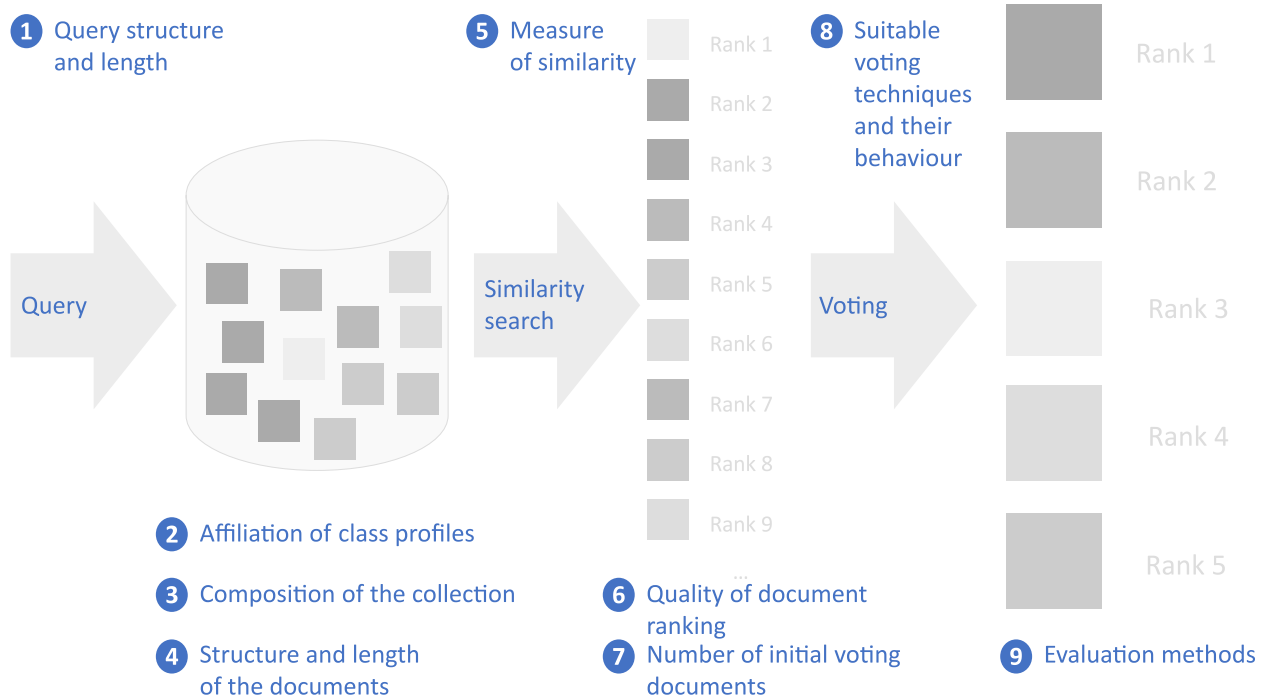 1 Query structure
and length
Query
2 Affiliation of class profiles
3 Composition of the collection
4 Structure and length
of the documents
5 Measure
of similarity
Similarity
search
Rank 1
Rank 2
Rank 3
Rank 4
Rank 5
Rank 6
Rank 7
Rank 8
Rank 9
...
6 Quality of document
ranking
7 Number of initial voting
documents
8 Suitable
voting
techniques
and their
behaviour
Voting
Rank 1
Rank 2
Rank 3
Rank 4
Rank 5
9 Evaluation methods